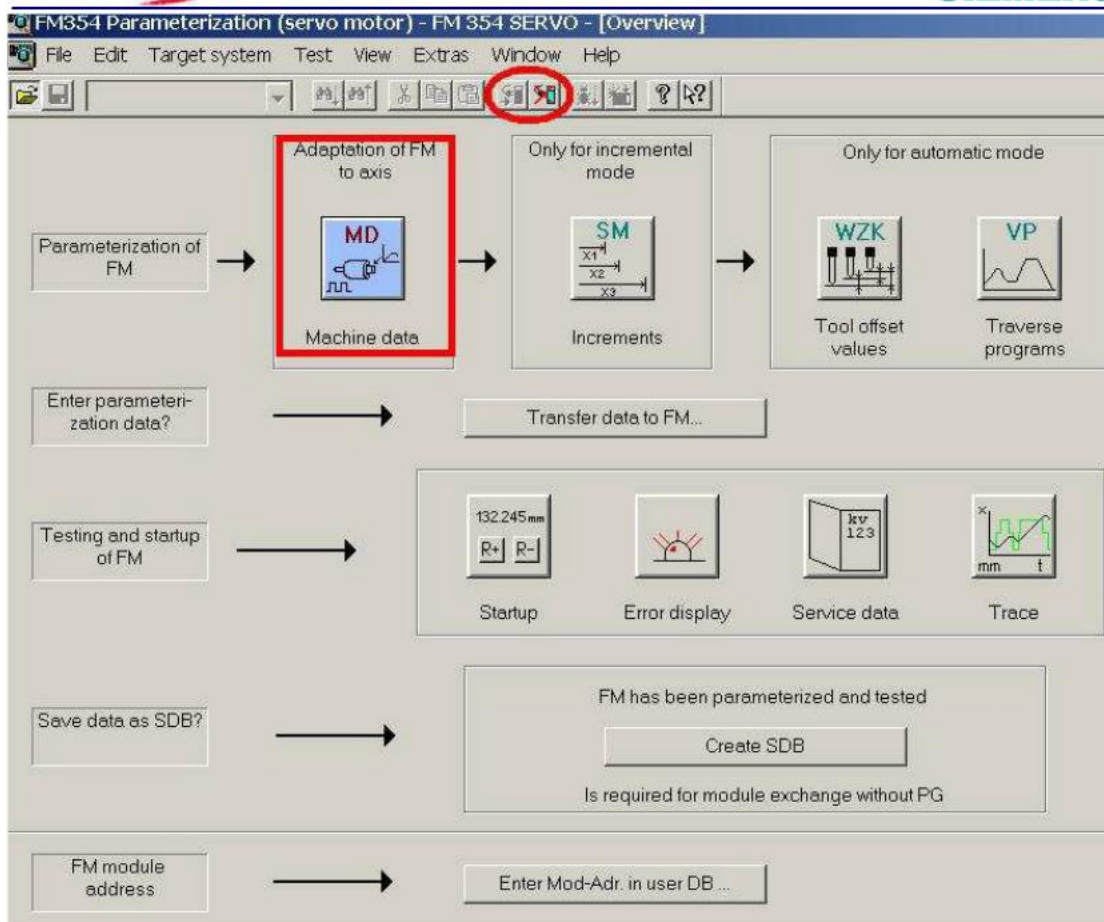 FM354 Parameterization (servo motor) - FM 354 SERVO - [Overview]
File Edit Target system Test View Extras Window Help
Adaptation of FM
to axis
Only for incremental
mode
Only for automatic mode
Parameterization of
FM
MD
SM
X1
X2
X3
WZK
VP
Machine data
Increments
Tool offset
values
Traverse
programs
Enter parameteri-
zation data?
Transfer data to FM...
Testing and startup
of FM
132.245mm
R+ R-
kv
123
x
mm t
Startup
Error display
Service data
Trace
Save data as SDB?
FM has been parameterized and tested
Create SDB
Is required for module exchange without PG
FM module
address
Enter Mod-Adr. in user DB ...